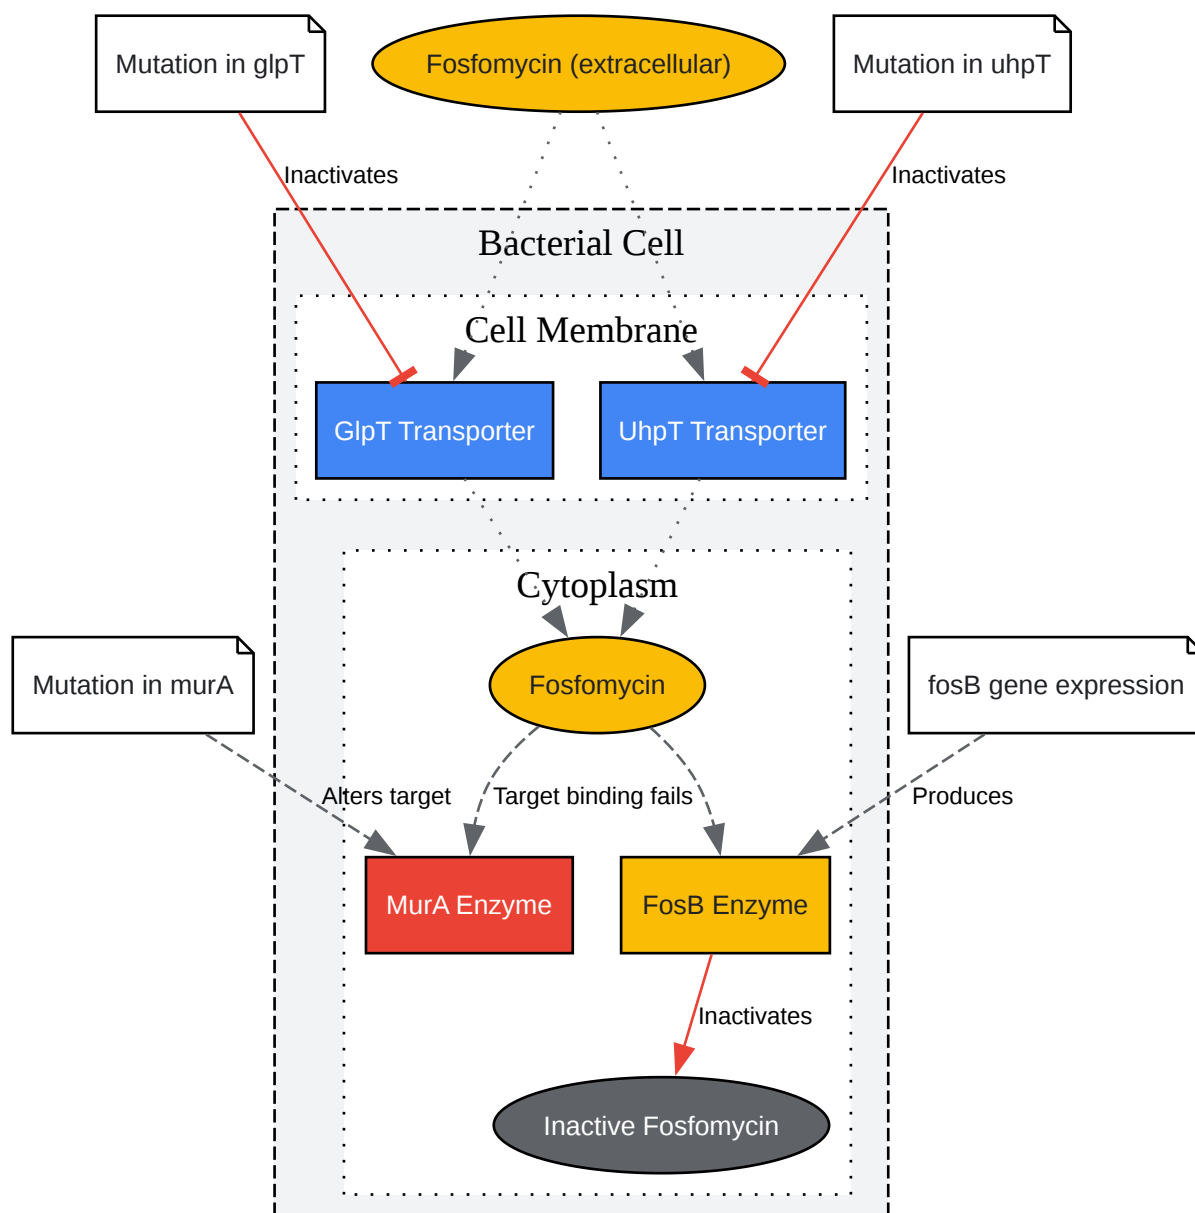 Mutation in glpT
Fosfomycin (extracellular)
Mutation in uhpT
Inactivates
Inactivates
Bacterial Cell
Cell Membrane
GlpT Transporter
UhpT Transporter
Cytoplasm
Mutation in murA
Fosfomycin
fosB gene expression
Alters target
Target binding fails
Produces
MurA Enzyme
FosB Enzyme
Inactivates
Inactive Fosfomycin